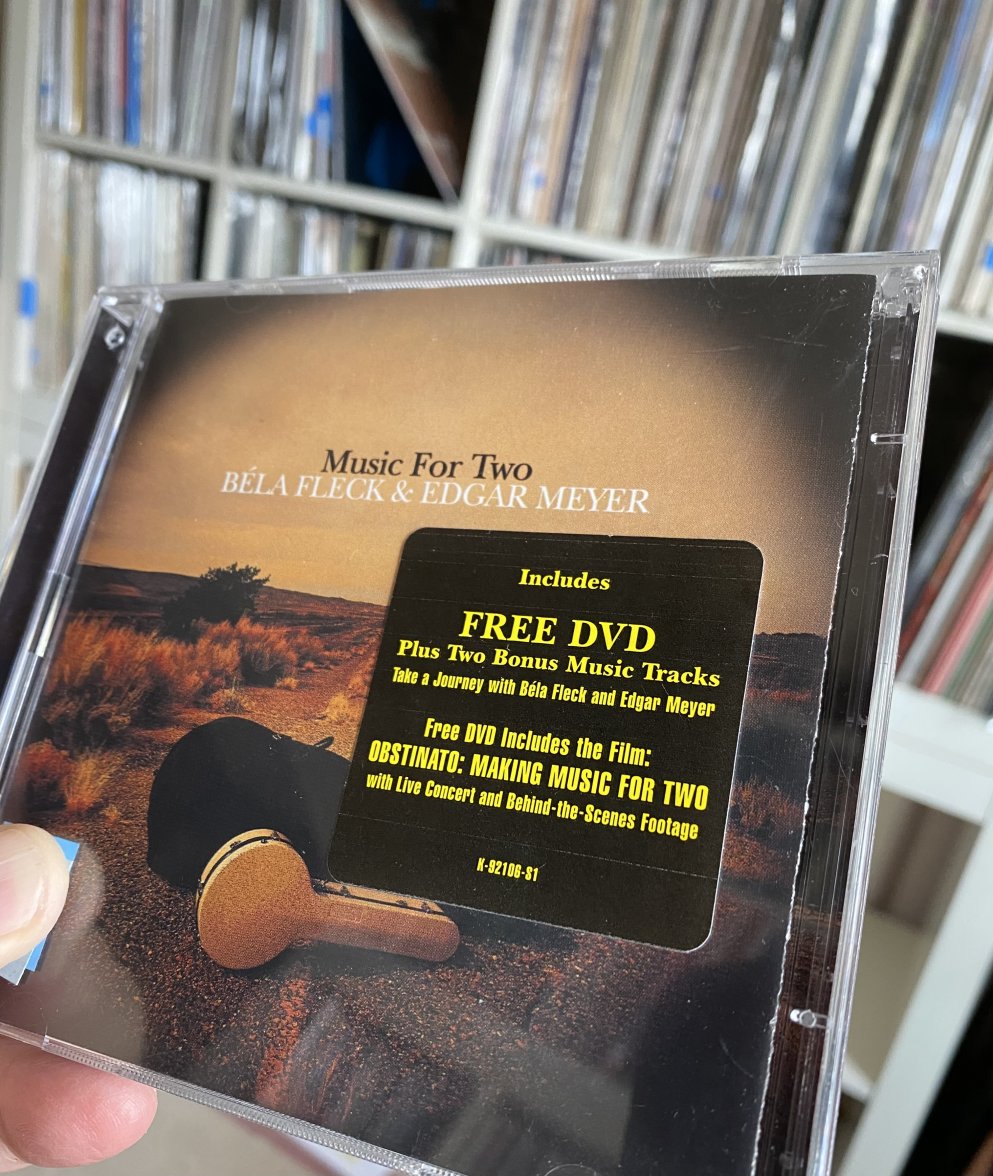 Music For Two
BÉLA FLECK & EDGAR MEYER
Includes
FREE DVD
Plus Two Bonus Music Tracks
Take a Journey with Béla Fleck and Edgar Meyer
Free DVD Includes the Film:
OBSTINATO: MAKING MUSIC FOR TWO
with Live Concert and Behind-the-Scenes Footage
K-92106-S1